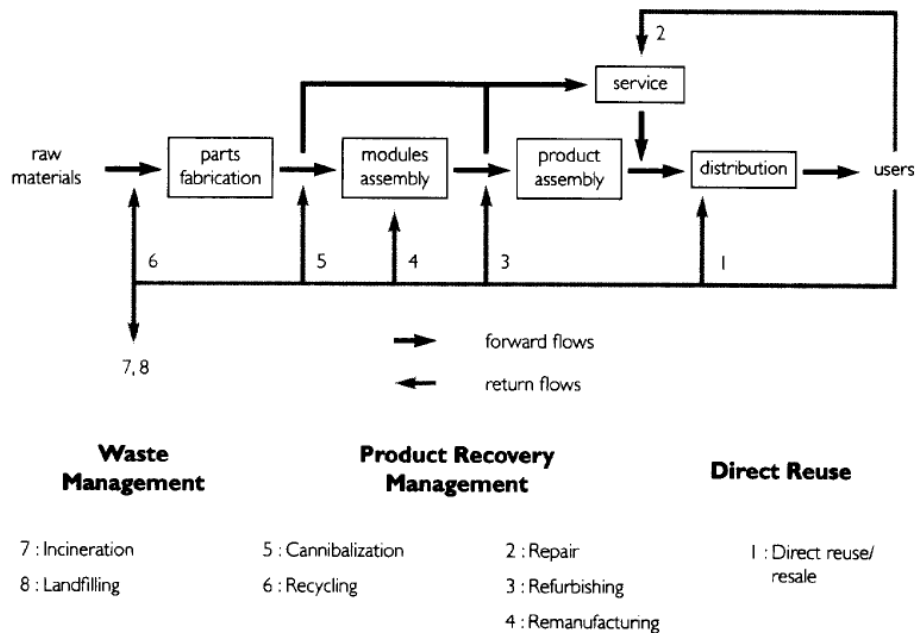 2
service
raw
materials
parts
fabrication
modules
assembly
product
assembly
distribution
users
6
5
4
3
1
7, 8
forward flows
return flows
Waste
Management
Product Recovery
Management
Direct Reuse
7 : Incineration
8 : Landfilling
5 : Cannibalization
6 : Recycling
2 : Repair
3 : Refurbishing
4 : Remanufacturing
1 : Direct reuse/
resale